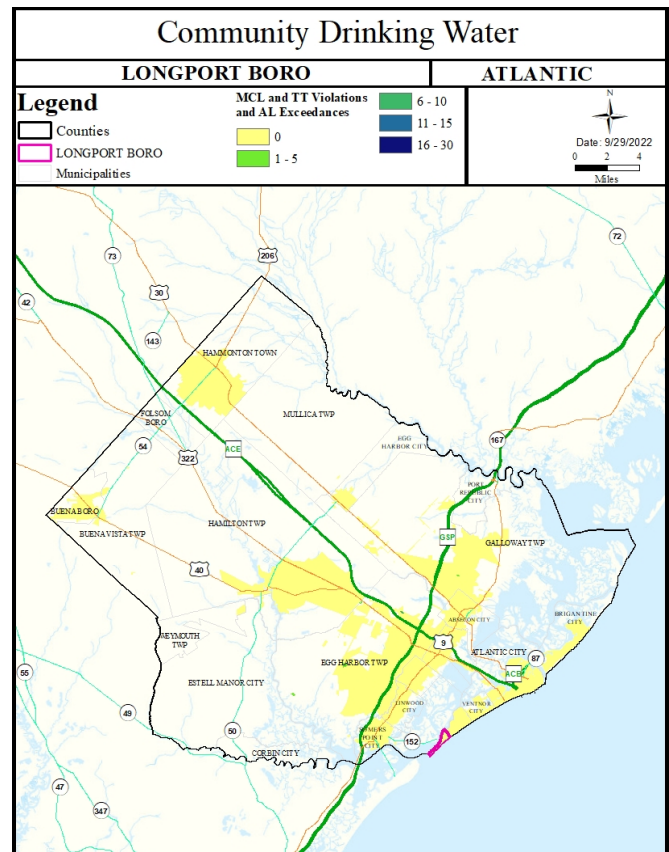 Community Drinking Water
LONGPORT BORO
ATLANTIC
Legend
Counties
LONGPORT BORO
Municipalities
MCL and TT Violations
and AL Exceedances
0
1 - 5
6 - 10
11 - 15
16 - 30
N
Date: 9/29/2022
0 2 4
Miles
73
206
72
42
30
143
HAMMONTON TOWN
MULLICA TWP
FOLSOM
BORO
EGG
HARBOR CITY
167
54
322
ACE
PORT
REPUBLIC
CITY
BUENA BORO
HAMILTON TWP
GSP
BUENA VISTA TWP
GALLOWAY TWP
40
BRIGANTINE
CITY
ABSECON CITY
WEYMOUTH
TWP
9
ATLANTIC CITY
87
EGG HARBOR TWP
ACB
55
ESTELL MANOR CITY
LINWOOD
CITY
VENTNOR
CITY
49
50
SOMERS
POINT
CITY
152
CORBIN CITY
47
347